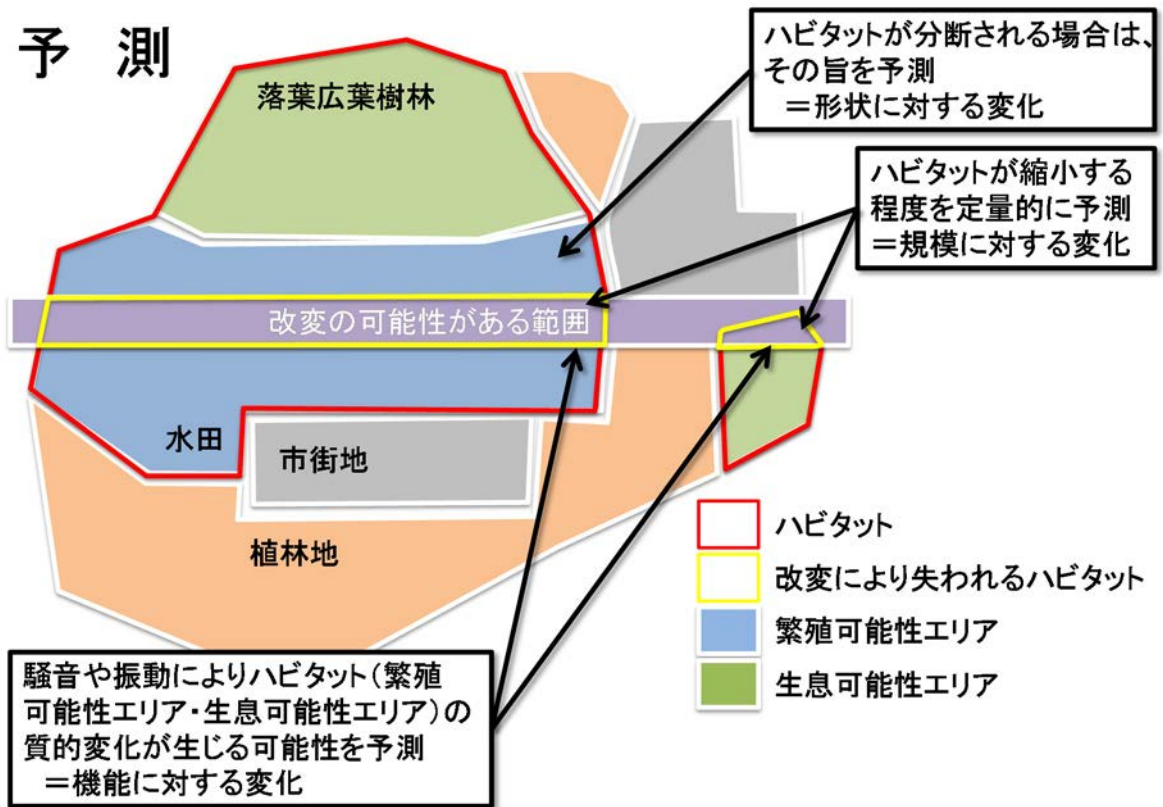 予 測
落葉広葉樹林
ハビタットが分断される場合は、
その旨を予測
＝形状に対する変化
ハビタットが縮小する
程度を定量的に予測
＝規模に対する変化
改変の可能性がある範囲
水田
市街地
植林地
ハビタット
改変により失われるハビタット
繁殖可能性エリア
生息可能性エリア
騒音や振動によりハビタット（繁殖
可能性エリア・生息可能性エリア）の
質的変化が生じる可能性を予測
＝機能に対する変化